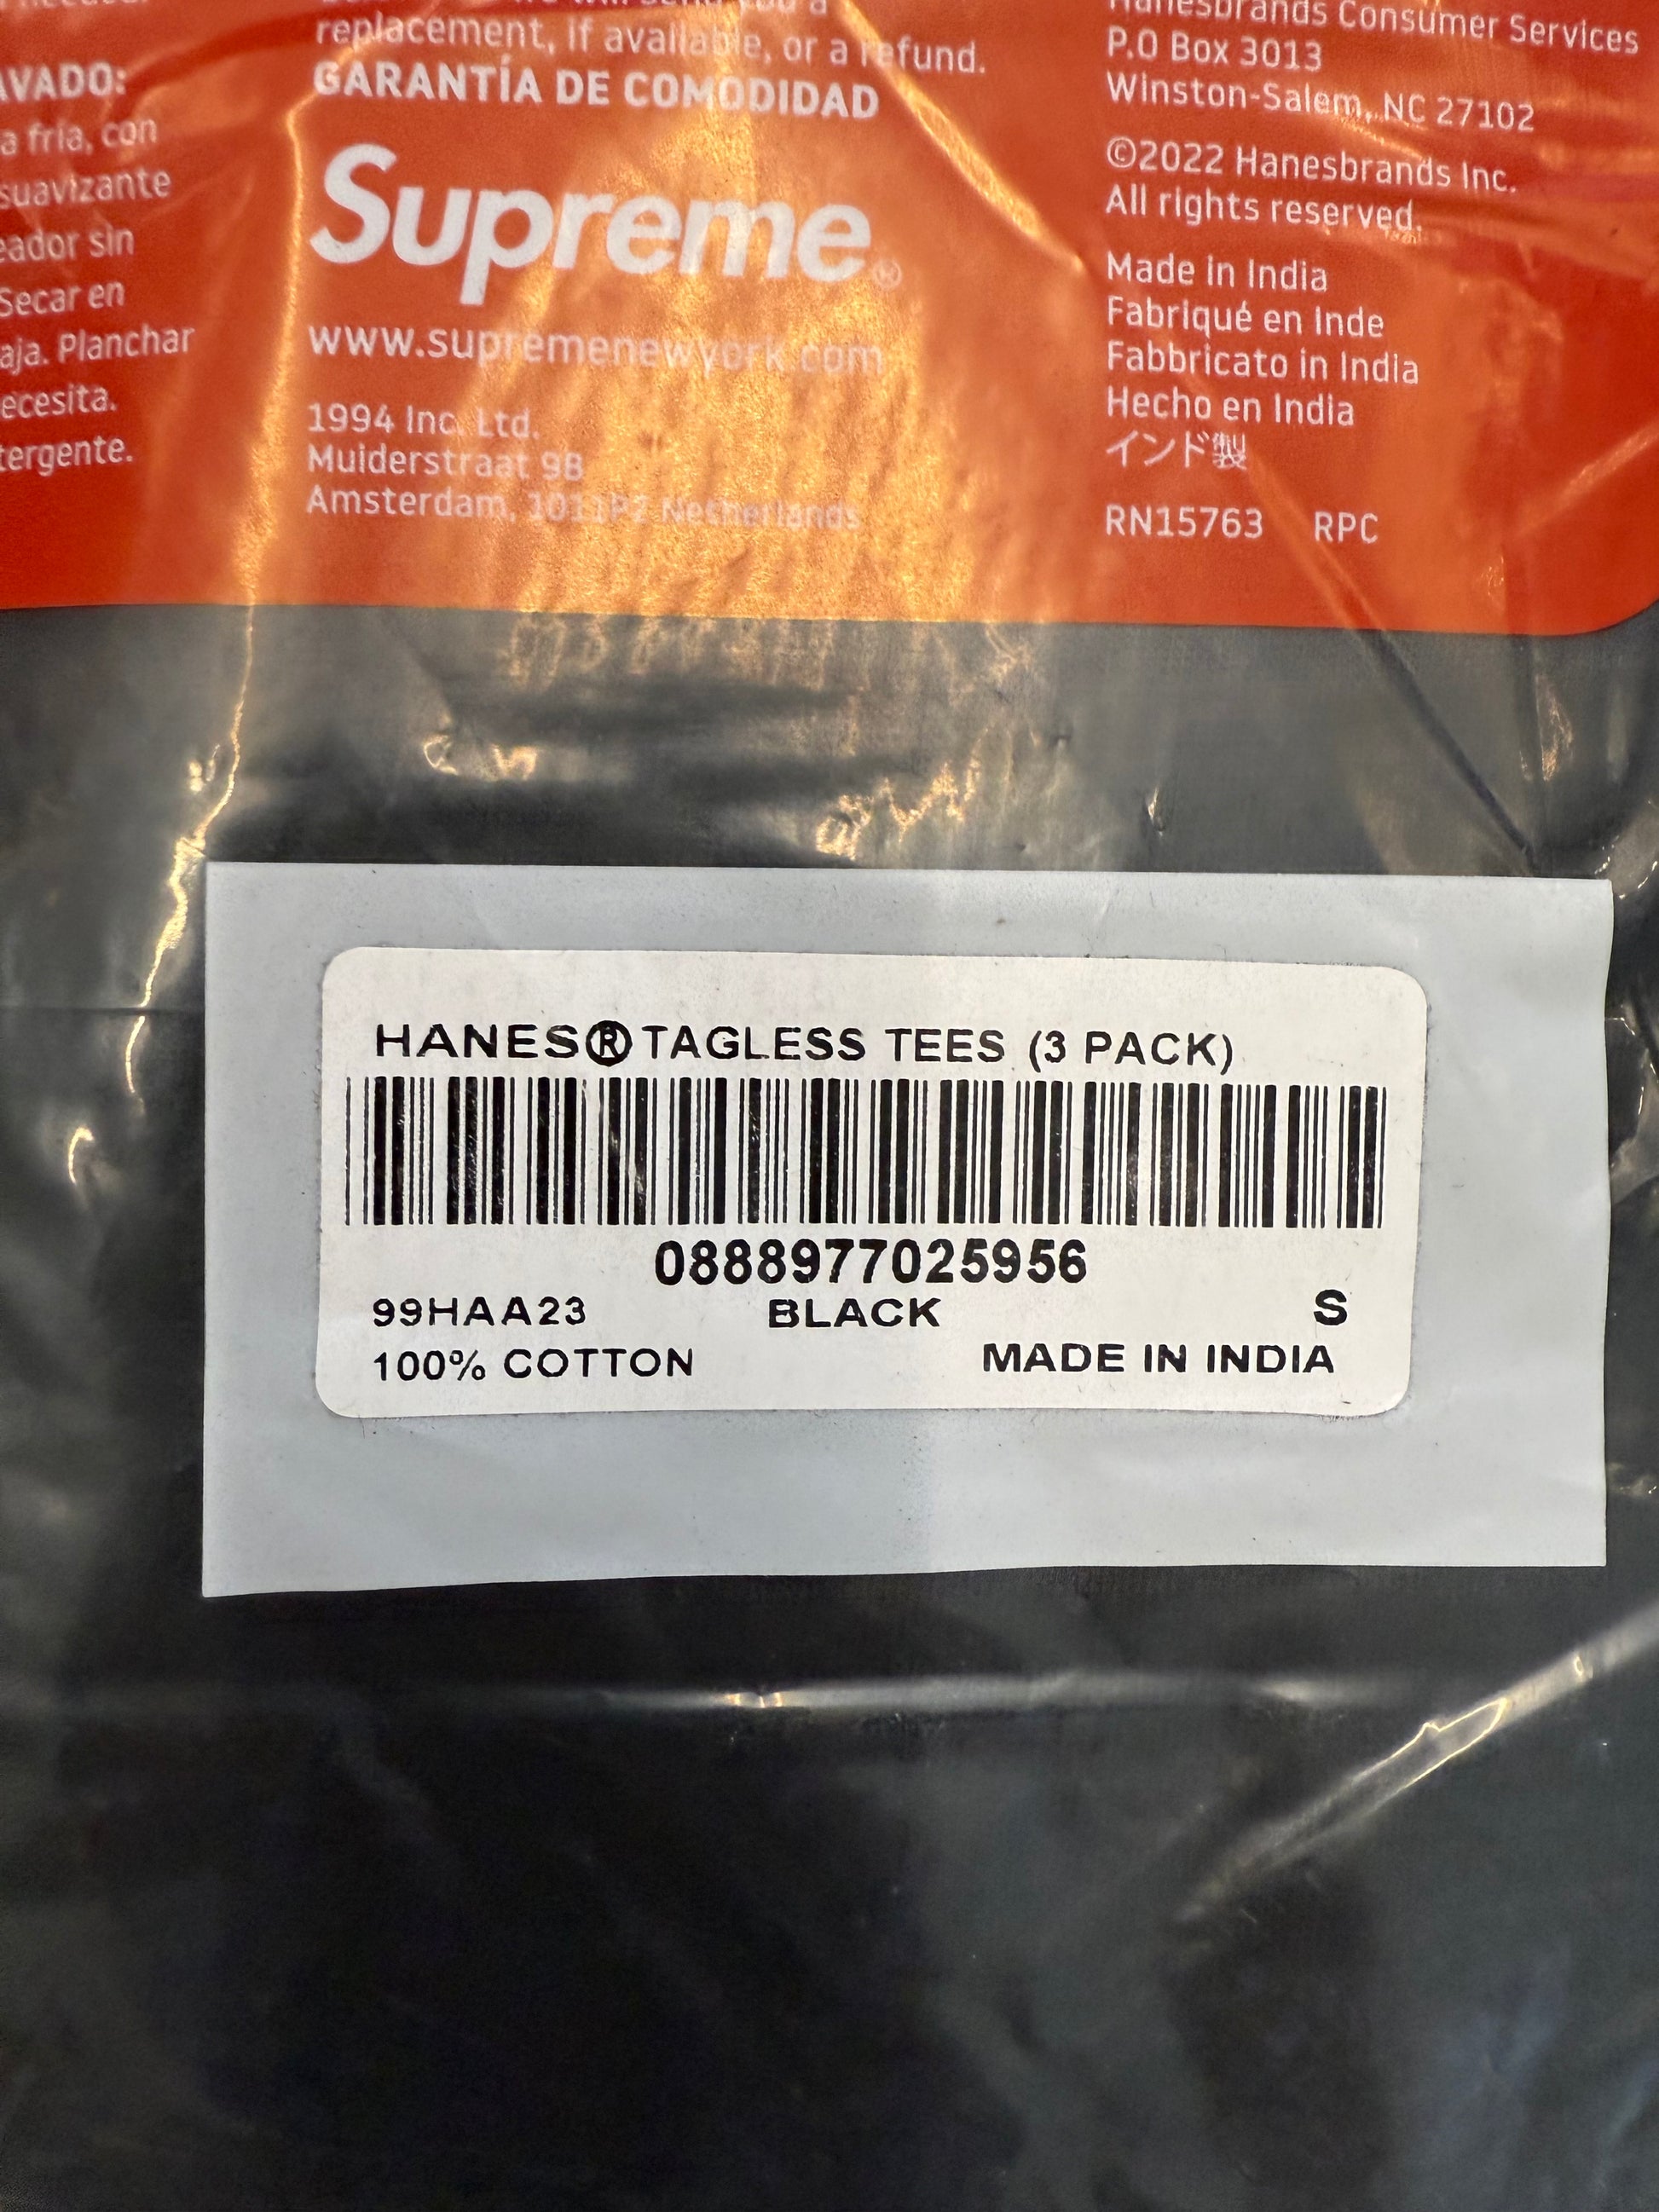 AVADO:
a fría, con
suavizante
eador sin
Secar en
aja. Planchar
ecesita.
tergente.
replacement, if available, or a refund.
GARANTÍA DE COMODIDAD
Supreme®
www.supremenewyork.com
1994 Inc. Ltd.
Muiderstraat 9B
Amsterdam, 1011PZ Netherlands
Hanesbrands Consumer Services
P.O Box 3013
Winston-Salem, NC 27102
©2022 Hanesbrands Inc.
All rights reserved.
Made in India
Fabriqué en Inde
Fabbricato in India
Hecho en India
インド製
RN15763 RPC
HANES® TAGLESS TEES (3 PACK)
0888977025956
99HAA23 BLACK S
100% COTTON MADE IN INDIA